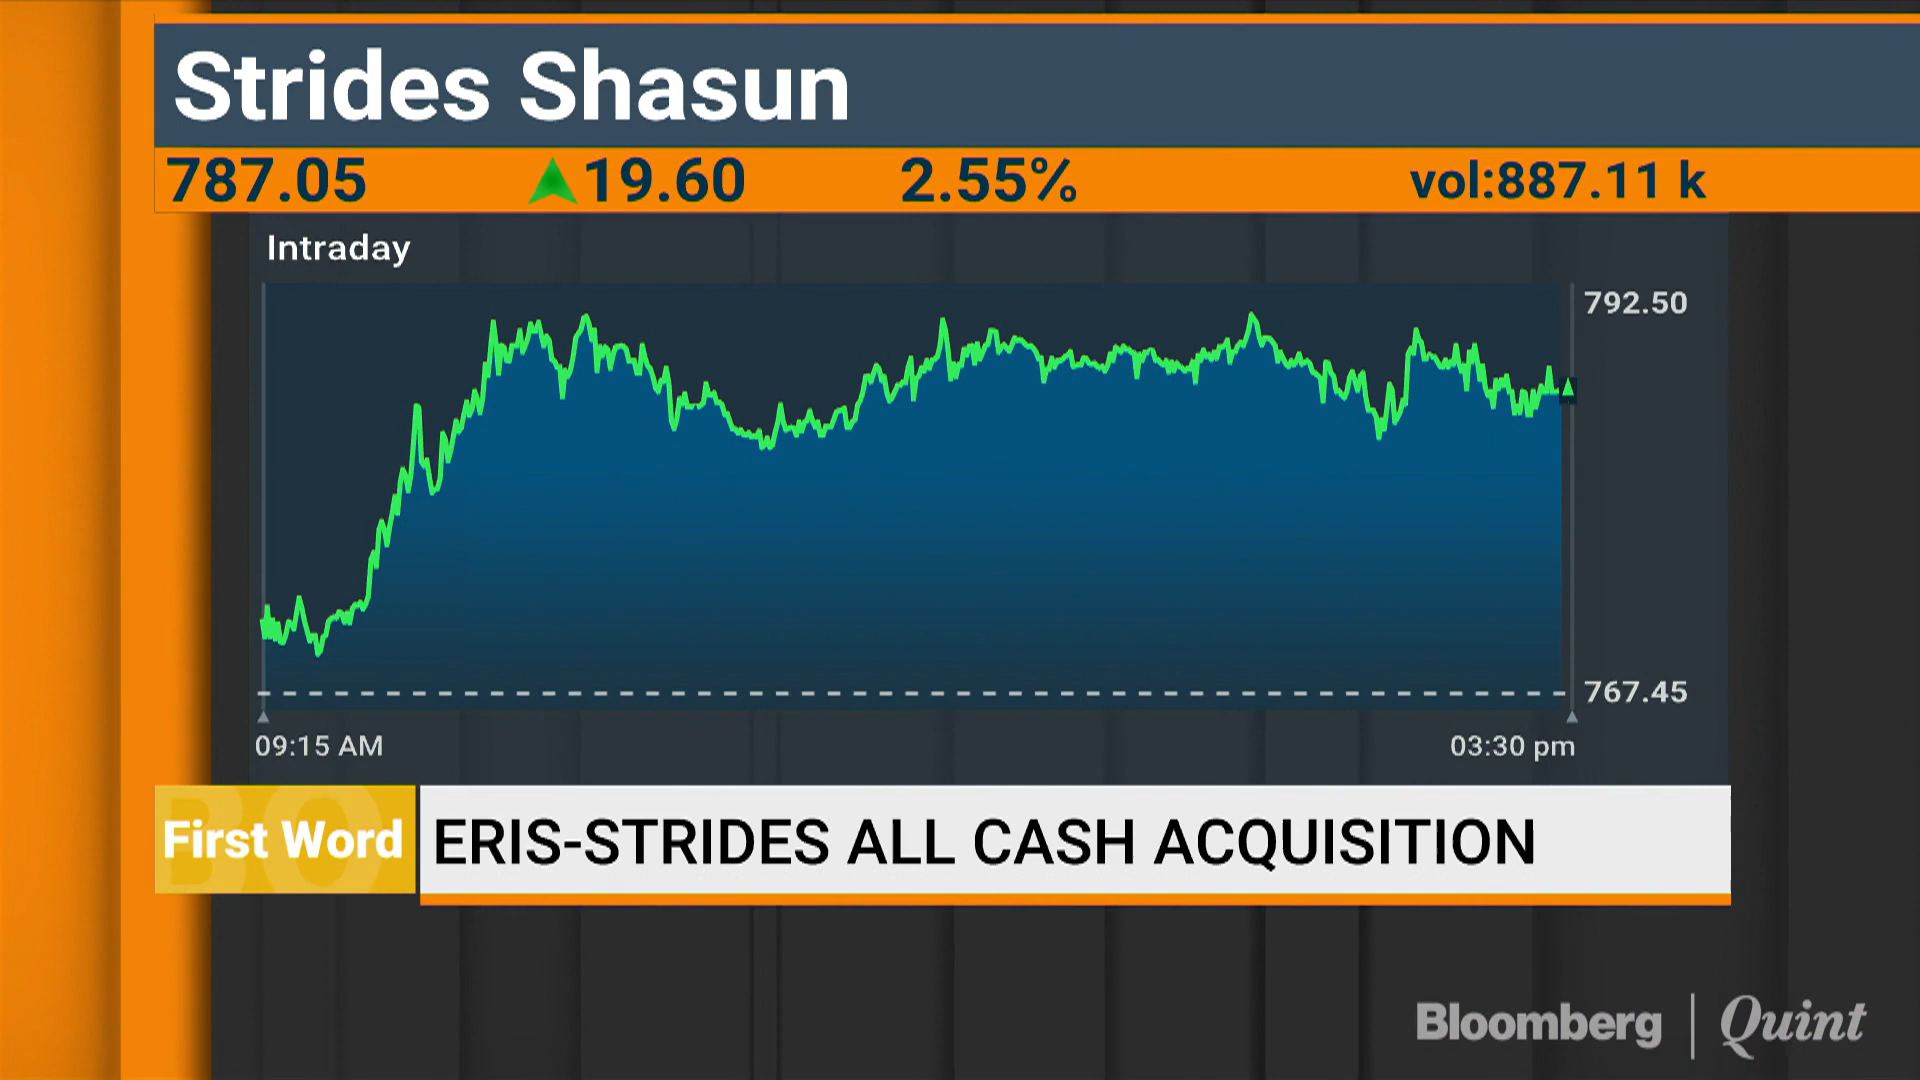 Strides Shasun
787.05 ▲19.60 2.55% vol:887.11 k
Intraday
792.50
767.45
09:15 AM 03:30 pm
First Word ERIS-STRIDES ALL CASH ACQUISITION
Bloomberg | Quint